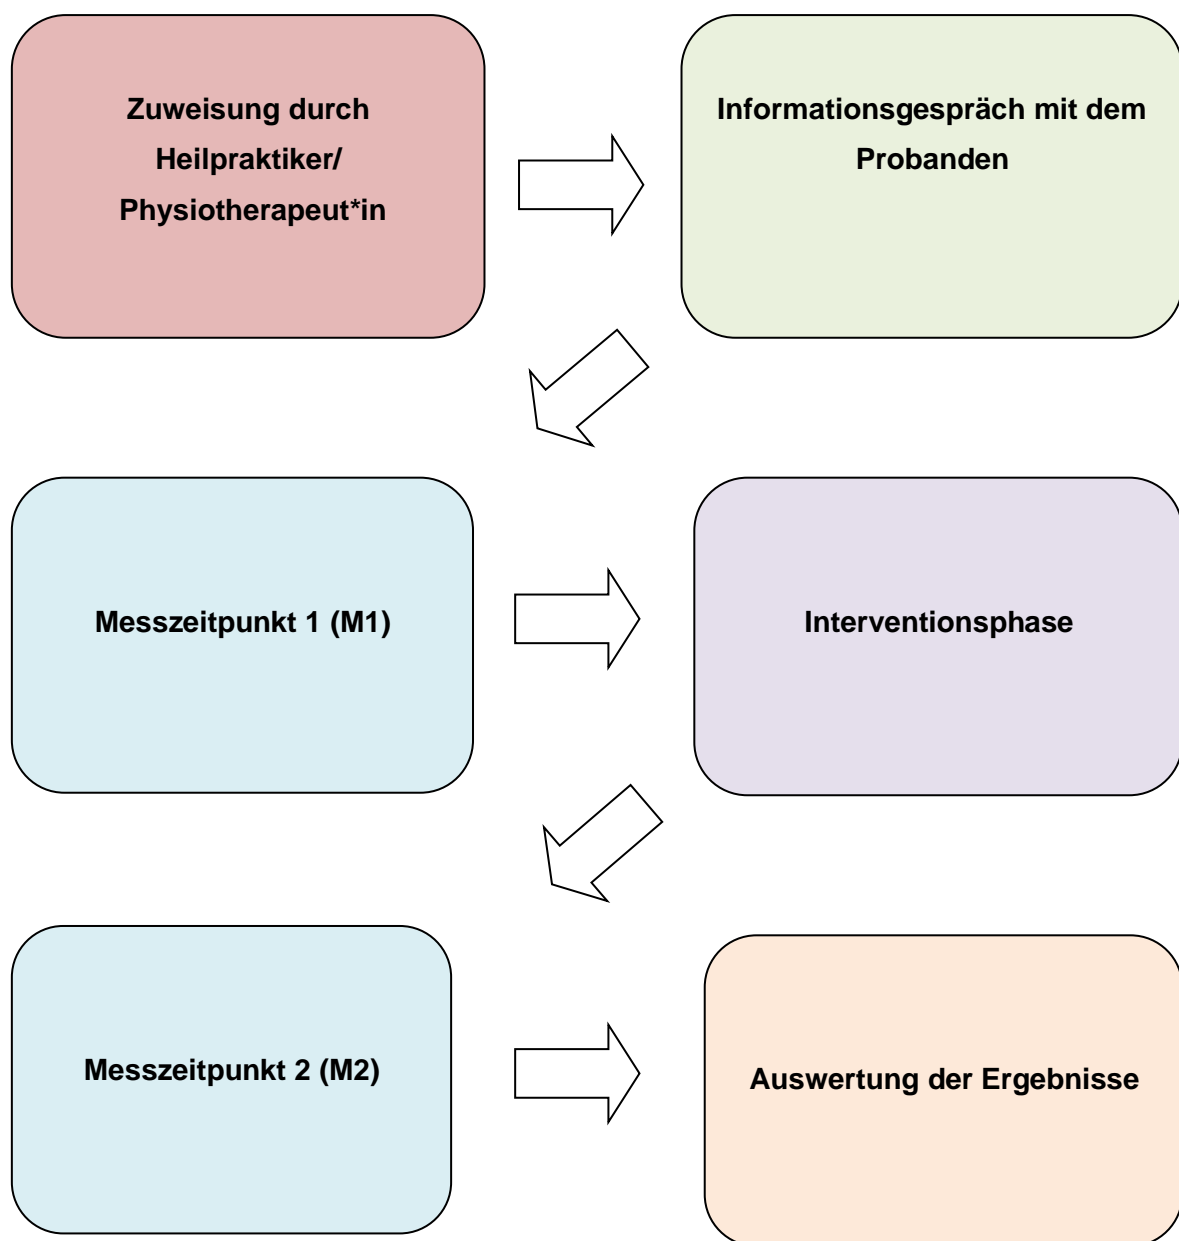 Zuweisung durch
Heilpraktiker/
Physiotherapeut*in
Informationsgespräch mit dem
Probanden
Messzeitpunkt 1 (M1)
Interventionsphase
Messzeitpunkt 2 (M2)
Auswertung der Ergebnisse